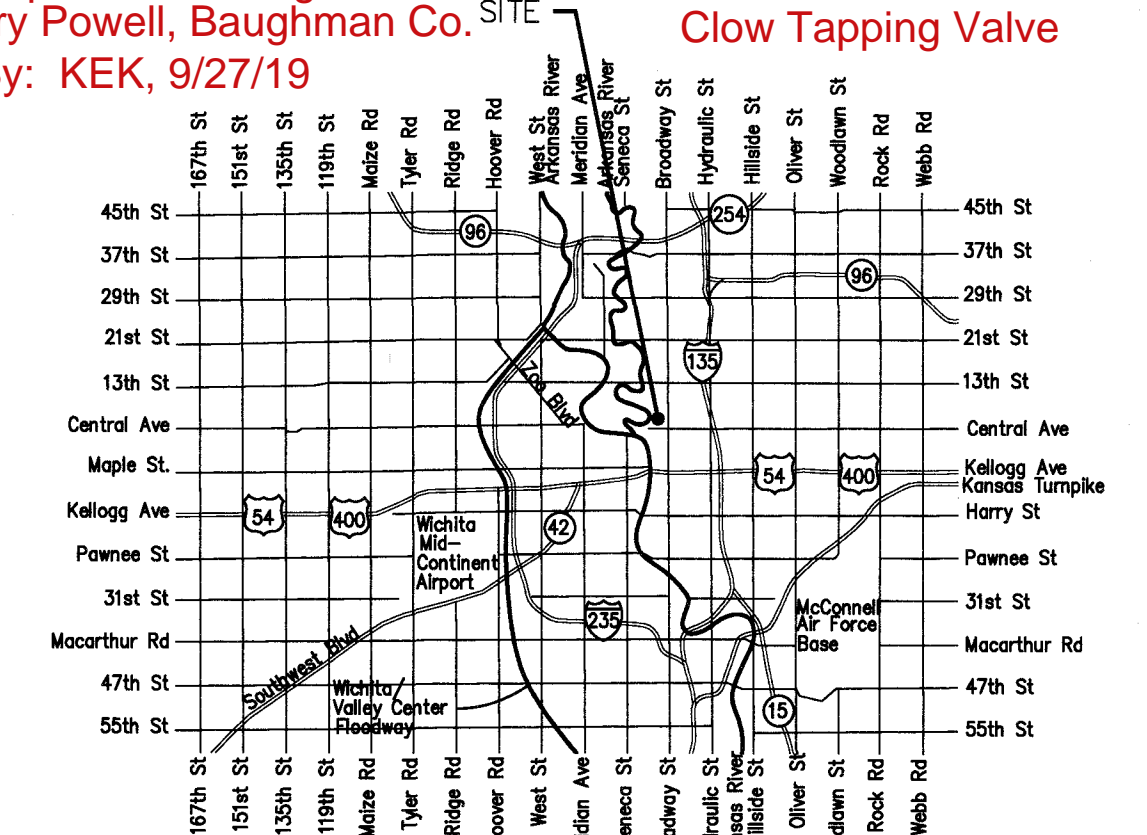 ry Powell, Baughman Co.
SITE
Clow Tapping Valve
y: KEK, 9/27/19
167th St
151st St
135th St
119th St
Maize Rd
Tyler Rd
Ridge Rd
Hoover Rd
West St
Arkansas River
Meridian Ave
Arkansas River
Seneca St
Broadway St
Hydraulic St
Hillside St
Oliver St
Woodlawn St
Rock Rd
Webb Rd
45th St
37th St
29th St
21st St
13th St
Central Ave
Maple St.
Kellogg Ave
Pawnee St
31st St
Macarthur Rd
47th St
55th St
96
254
96
135
Zoo Blvd
54
400
54
400
42
Wichita
Mid-
Continent
Airport
235
McConnell
Air Force
Base
Southwest Blvd
Wichita/
Valley Center
Floodway
15
45th St
37th St
29th St
21st St
13th St
Central Ave
Kellogg Ave
Kansas Turnpike
Harry St
Pawnee St
31st St
Macarthur Rd
47th St
55th St
167th St
151st St
135th St
119th St
Maize Rd
Tyler Rd
Ridge Rd
oover Rd
West St
dian Ave
eneca St
adway St
raulic St
nsas River
illside St
Oliver St
dlawn St
Rock Rd
Webb Rd